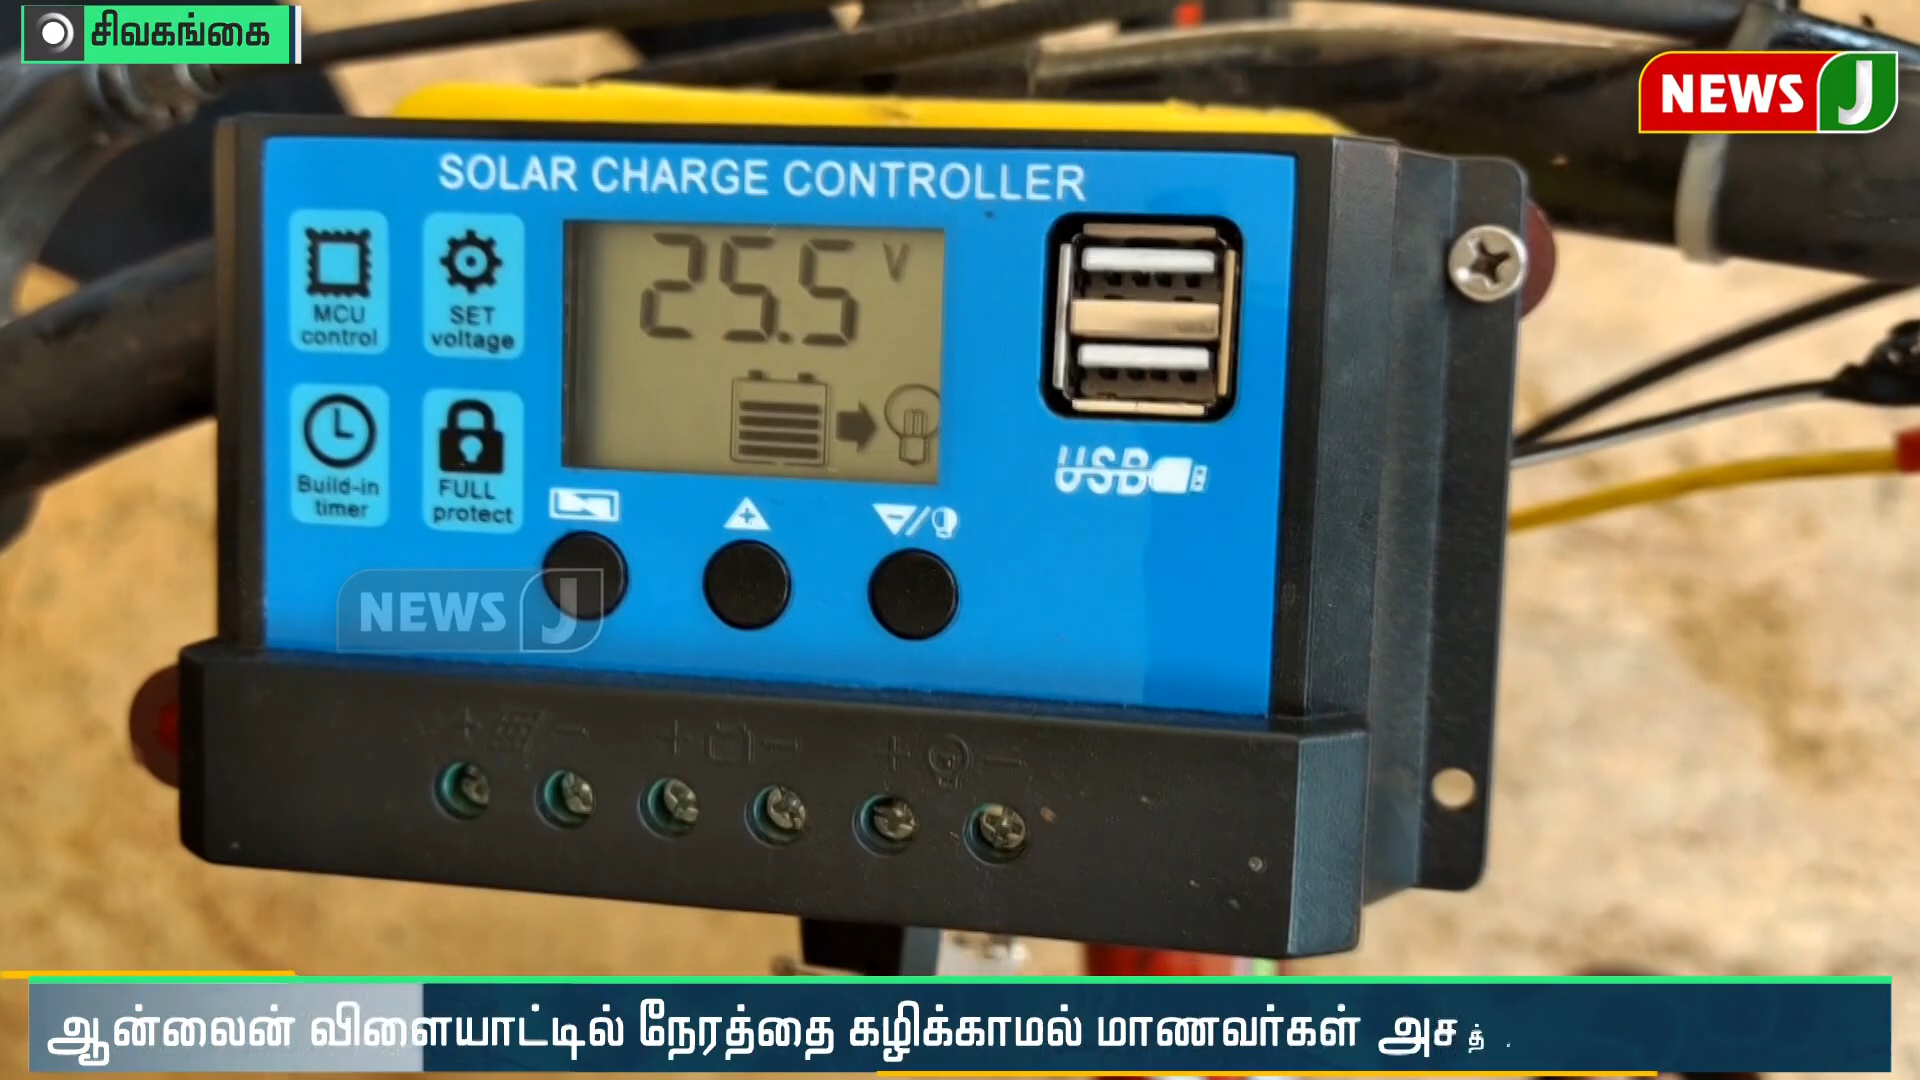 சிவகங்கை
NEWS J
SOLAR CHARGE CONTROLLER
MCU
control
SET
voltage
25.5 V
Build-in
timer
FULL
protect
USB
NEWS J
ஆன்லைன் விளையாட்டில் நேரத்தை கழிக்காமல் மாணவர்கள் அசத்